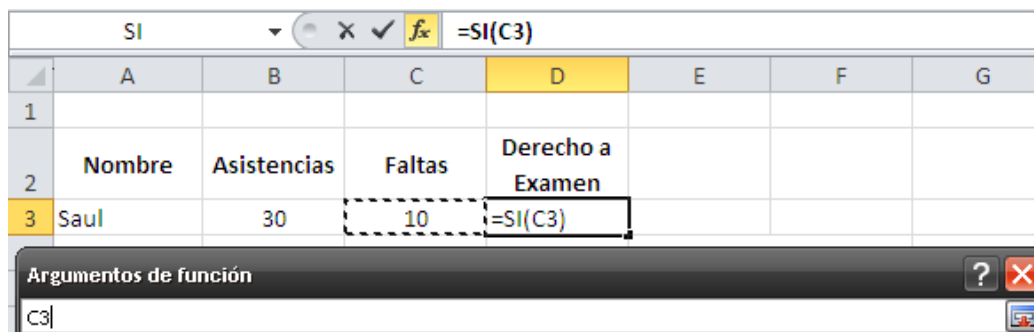 SI fx =SI(C3)
A B C D E F G
1
2 Nombre Asistencias Faltas Derecho a Examen
3 Saul 30 10 =SI(C3)
Argumentos de función ?
C3